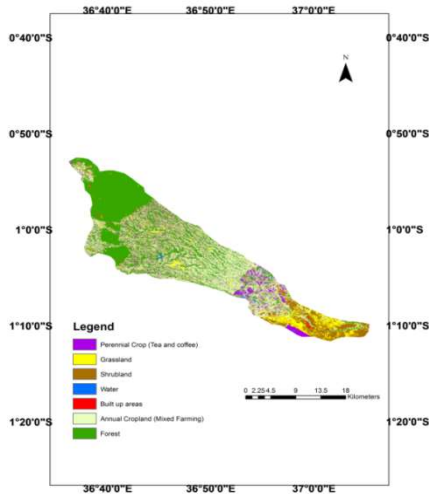 36°40'0"E 36°50'0"E 37°0'0"E
0°40'0"S 0°40'0"S
N
0°50'0"S 0°50'0"S
1°0'0"S 1°0'0"S
1°10'0"S 1°10'0"S
Legend
Perennial Crop (Tea and coffee)
Grassland
Shrubland
Water
Built up areas
Annual Cropland (Mixed Farming)
Forest
0 2.25 4.5 9 13.5 18
Kilometers
1°20'0"S 1°20'0"S
36°40'0"E 36°50'0"E 37°0'0"E